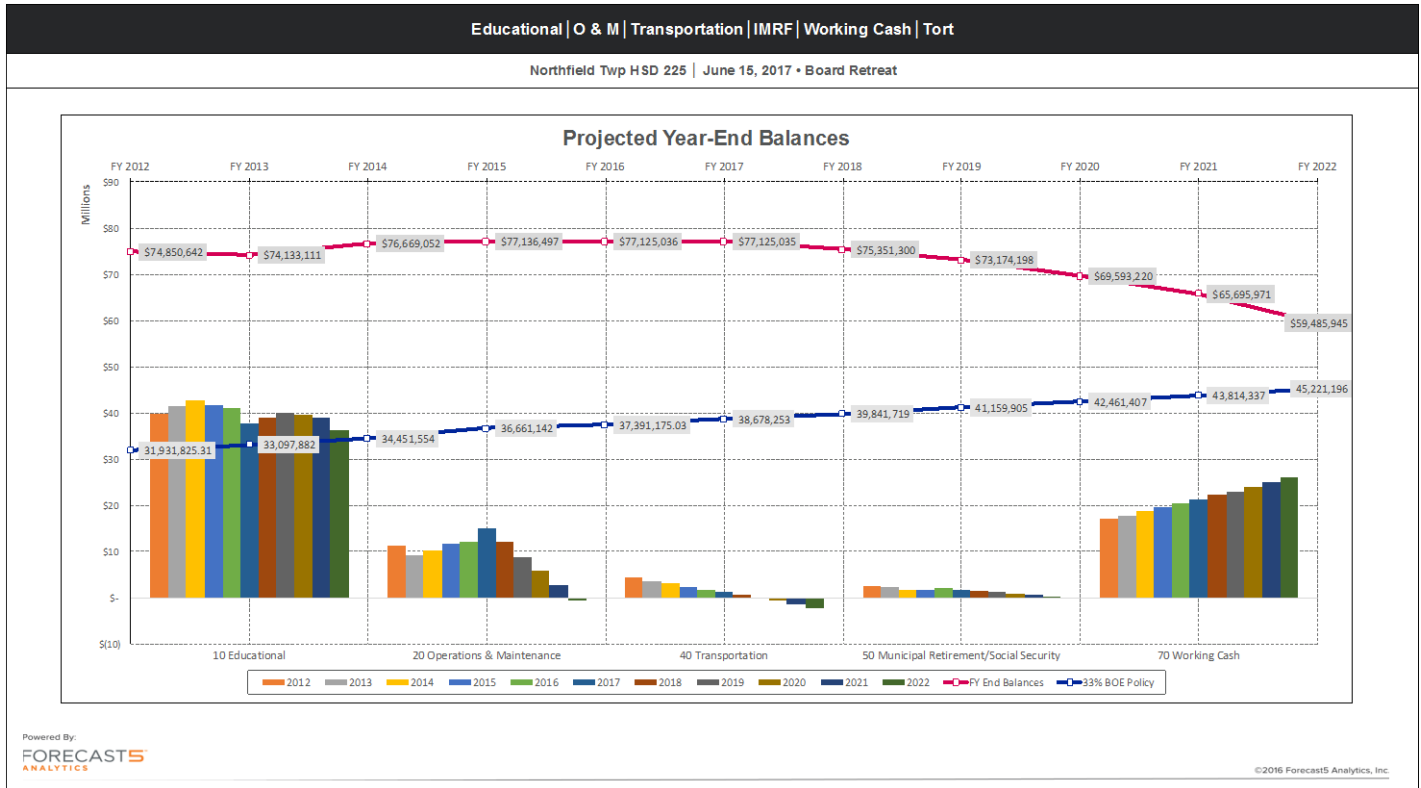 Educational│O & M│Transportation│IMRF│Working Cash│Tort
Northfield Twp HSD 225 │ June 15, 2017 • Board Retreat
Projected Year-End Balances
FY 2012 FY 2013 FY 2014 FY 2015 FY 2016 FY 2017 FY 2018 FY 2019 FY 2020 FY 2021 FY 2022
Millions
$90
$80
$70
$60
$50
$40
$30
$20
$10
$-
$(10)
$74,850,642 $74,133,111 $76,669,052 $77,136,497 $77,125,036 $77,125,035 $75,351,300 $73,174,198 $69,593,220 $65,695,971 $59,485,945
31,931,825.31 33,097,882 34,451,554 36,661,142 37,391,175.03 38,678,253 39,841,719 41,159,905 42,461,407 43,814,337 45,221,196
10 Educational 20 Operations & Maintenance 40 Transportation 50 Municipal Retirement/Social Security 70 Working Cash
2012 2013 2014 2015 2016 2017 2018 2019 2020 2021 2022 FY End Balances 33% BOE Policy
Powered By:
FORECAST5
ANALYTICS
©2016 Forecast5 Analytics, Inc.